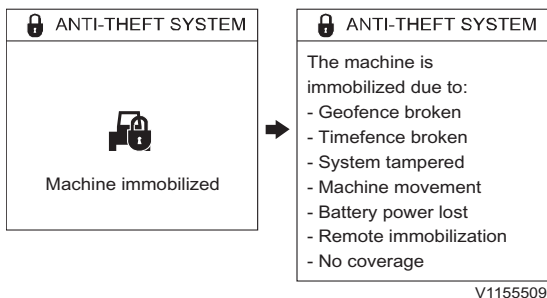 ANTI-THEFT SYSTEM
Machine immobilized
ANTI-THEFT SYSTEM
The machine is
immobilized due to:
- Geofence broken
- Timefence broken
- System tampered
- Machine movement
- Battery power lost
- Remote immobilization
- No coverage
V1155509